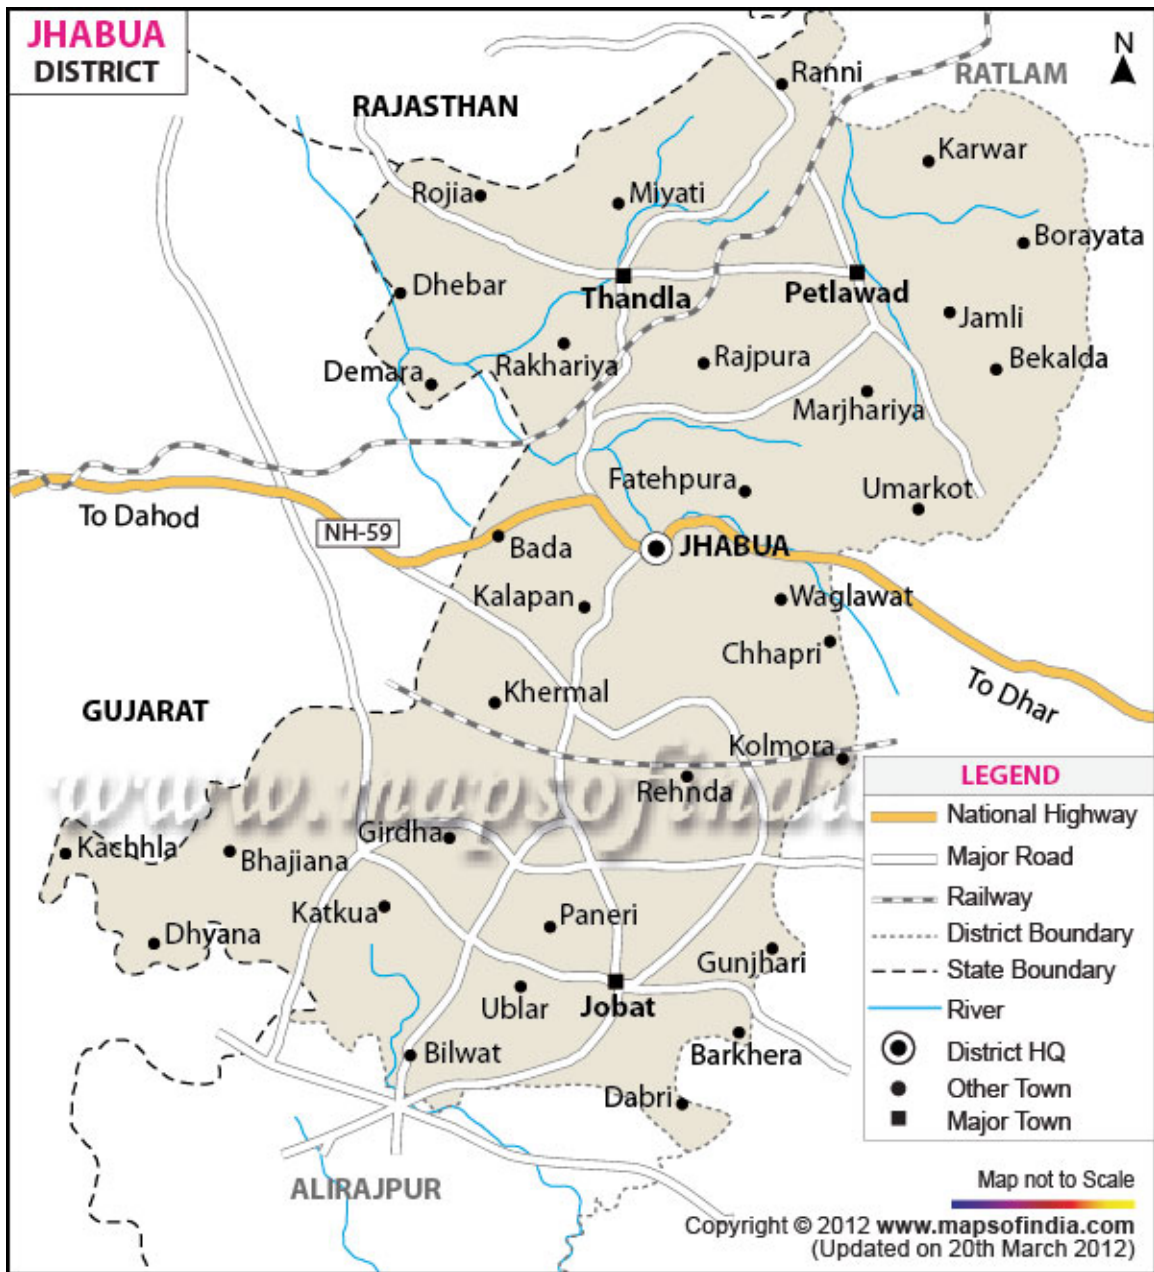 JHABUA
DISTRICT
N
RATLAM
Ranni
RAJASTHAN
Karwar
Rojia
Miyati
Borayata
Dhebar
Thandla
Petlawad
Jamli
Rakhariya
Rajpura
Bekalda
Demara
Marjhariya
Fatehpura
Umarkot
To Dahod
NH-59
Bada
JHABUA
Kalapan
Waglawat
Chhapri
To Dhar
Khermal
GUJARAT
Kolmora
Rehnda
www.mapsofindia
Girdha
Kachhla
Bhajiana
Katkua
Paneri
Dhyana
Gunjhari
Ublar
Jobat
Bilwat
Barkhera
Dabri
ALIRAJPUR
LEGEND
National Highway
Major Road
Railway
District Boundary
State Boundary
River
District HQ
Other Town
Major Town
Map not to Scale
Copyright © 2012 www.mapsofindia.com
(Updated on 20th March 2012)